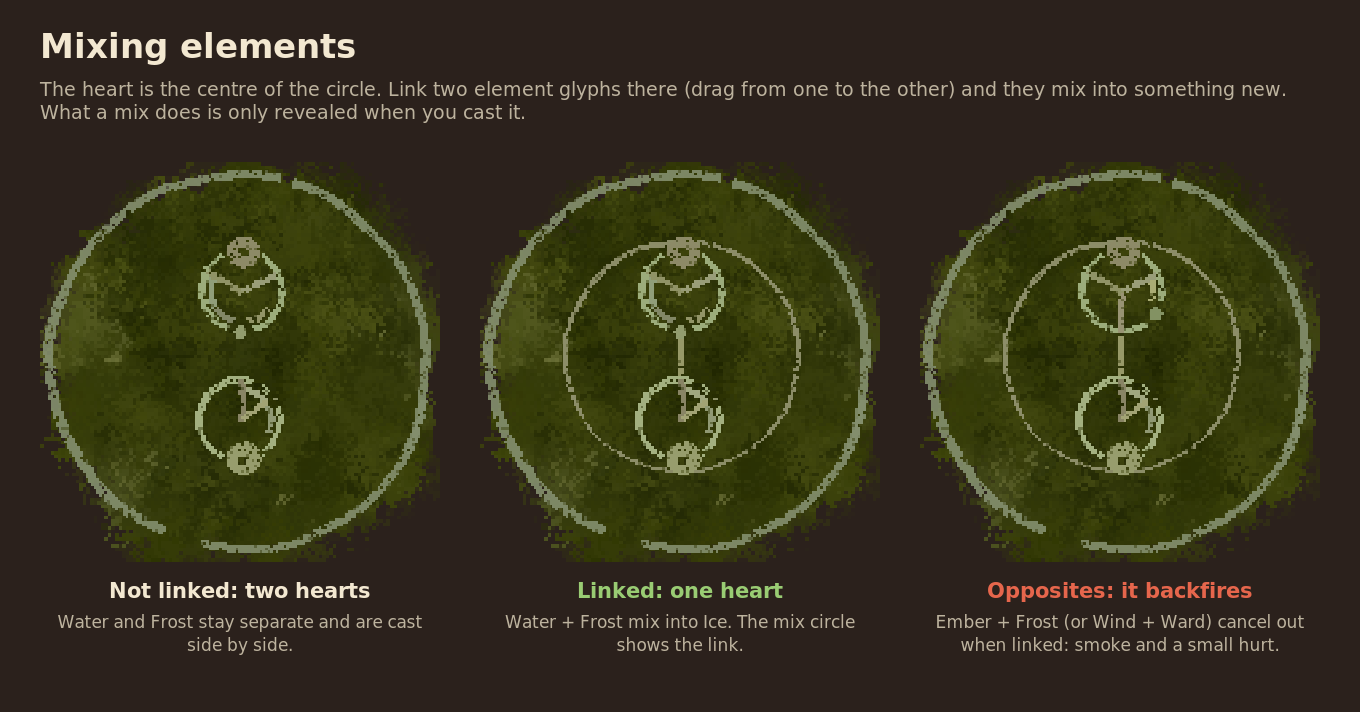 Mixing elements
The heart is the centre of the circle. Link two element glyphs there (drag from one to the other) and they mix into something new.
What a mix does is only revealed when you cast it.
Not linked: two hearts
Water and Frost stay separate and are cast
side by side.
Linked: one heart
Water + Frost mix into Ice. The mix circle
shows the link.
Opposites: it backfires
Ember + Frost (or Wind + Ward) cancel out
when linked: smoke and a small hurt.